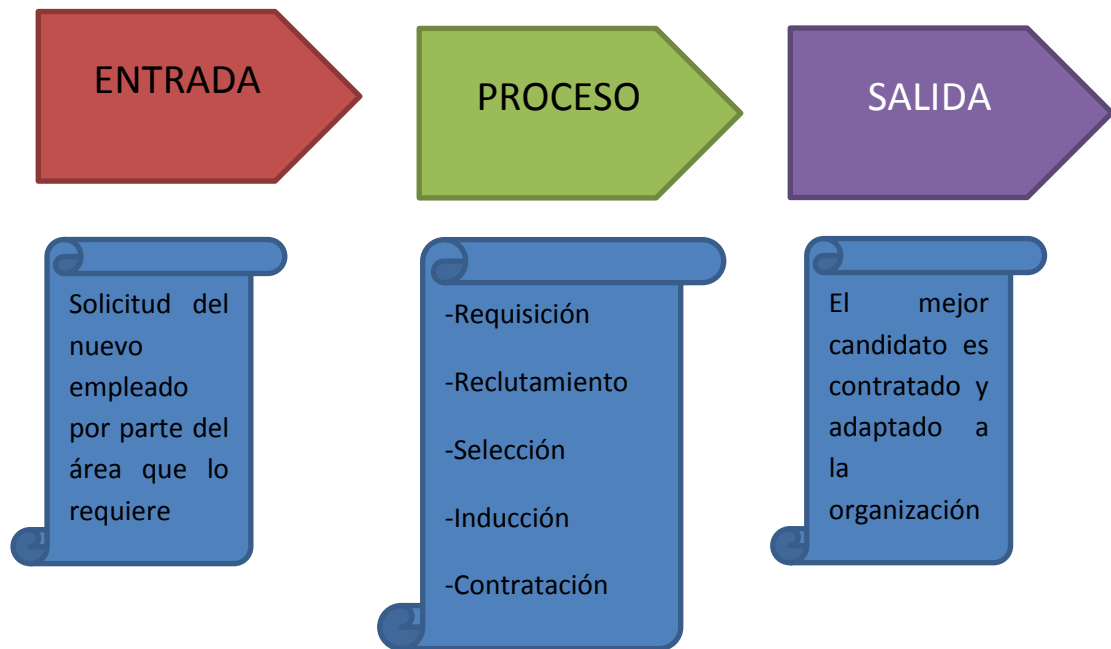 ENTRADA
PROCESO
SALIDA
Solicitud del
nuevo
empleado
por parte del
área que lo
requiere
-Requisición
-Reclutamiento
-Selección
-Inducción
-Contratación
El mejor
candidato es
contratado y
adaptado a
la
organización